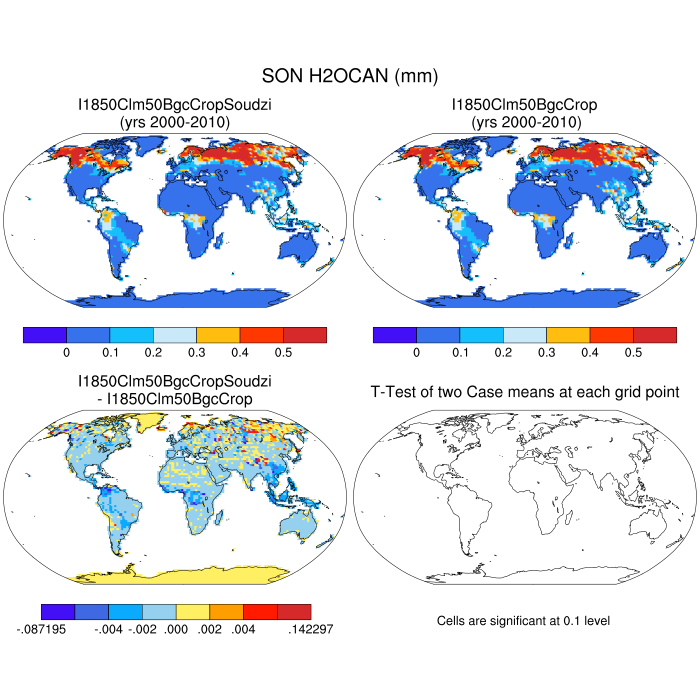 SON H2OCAN (mm)
I1850Clm50BgcCropSoudzi
(yrs 2000-2010)
I1850Clm50BgcCrop
(yrs 2000-2010)
0 0.1 0.2 0.3 0.4 0.5
0 0.1 0.2 0.3 0.4 0.5
I1850Clm50BgcCropSoudzi
- I1850Clm50BgcCrop
T-Test of two Case means at each grid point
-.087195 -.004 -.002 .000 .002 .004 .142297
Cells are significant at 0.1 level